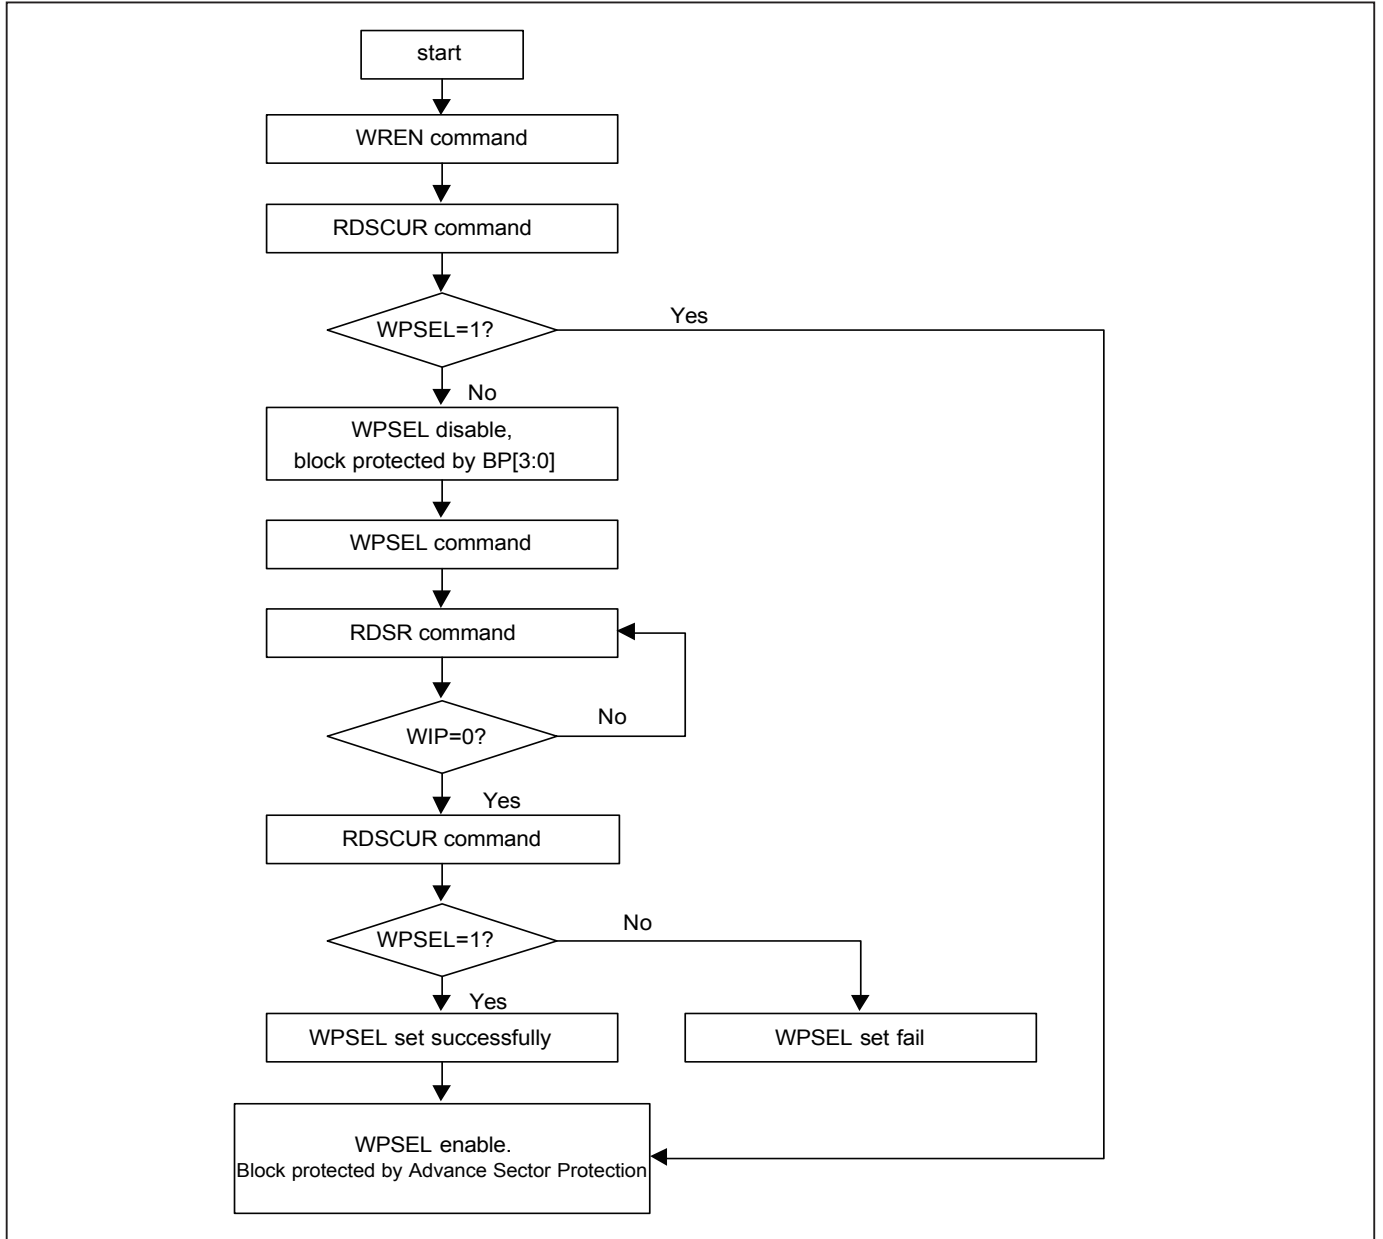 start
WREN command
RDSCUR command
WPSEL=1?
Yes
No
WPSEL disable,
block protected by BP[3:0]
WPSEL command
RDSR command
WIP=0?
No
Yes
RDSCUR command
WPSEL=1?
No
Yes
WPSEL set successfully
WPSEL set fail
WPSEL enable.
Block protected by Advance Sector Protection